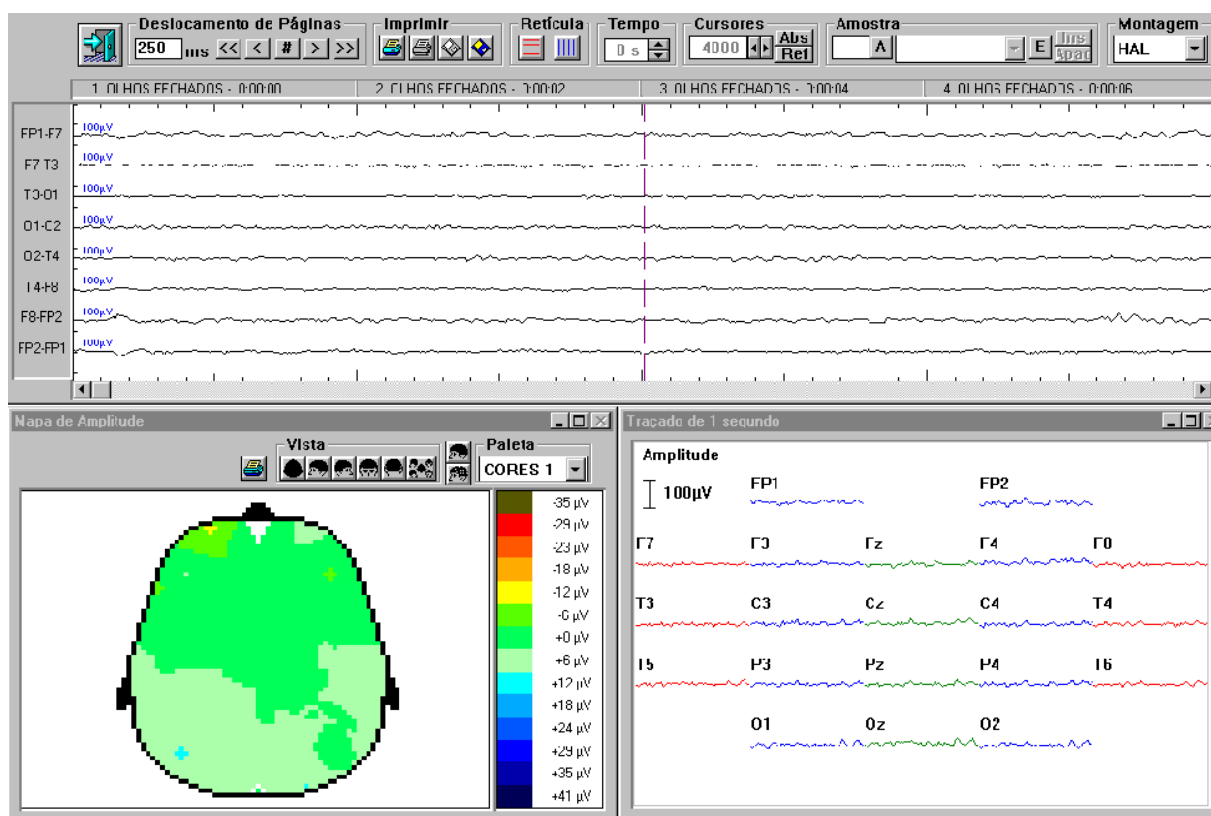 Deslocamento de Páginas Imprimir Retícula Tempo Cursores Amostra Montagem
250 ms << < # > >> 0 s 4000 Abs Ret A E Ins Apad HAL
1 OLHOS FECHADOS - 0:00:00 2 OLHOS FECHADOS - 0:00:02 3 OLHOS FECHADOS - 0:00:04 4 OLHOS FECHADOS - 0:00:06
FP1-F7 100µV
F7 T3 100µV
T3-O1 100µV
O1-C2 100µV
O2-T4 100µV
T4-F8 100µV
F8-FP2 100µV
FP2-FP1 100µV
Mapa de Amplitude
Vista Paleta
CORES 1
-35 µV
-29 µV
-23 µV
-18 µV
-12 µV
-6 µV
+0 µV
+6 µV
+12 µV
+18 µV
+24 µV
+29 µV
+35 µV
+41 µV
Traçado de 1 segundo
Amplitude
100µV FP1 FP2
F7 F3 Fz F4 F8
T3 C3 Cz C4 T4
T5 P3 Pz P4 T6
O1 Oz O2